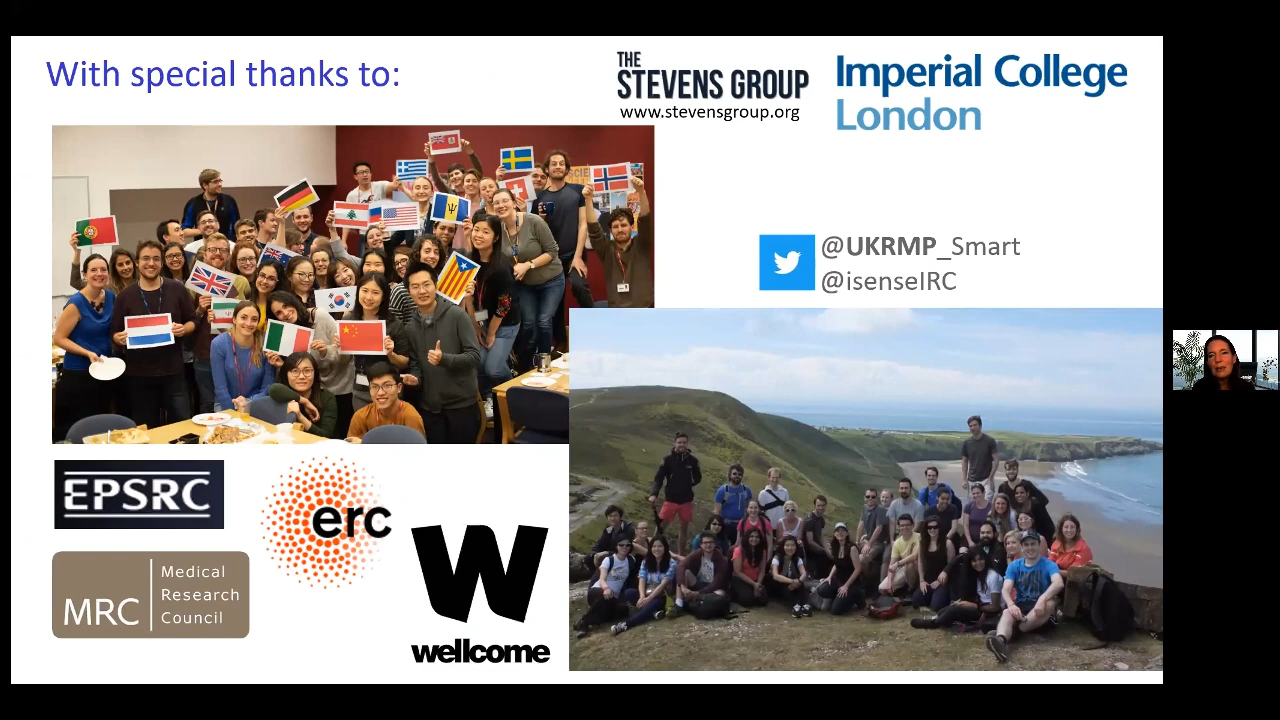 With special thanks to:
THE
STEVENS GROUP
www.stevensgroup.org
Imperial College
London
@UKRMP_Smart
@isenseIRC
EPSRC
erc
MRC
Medical
Research
Council
wellcome